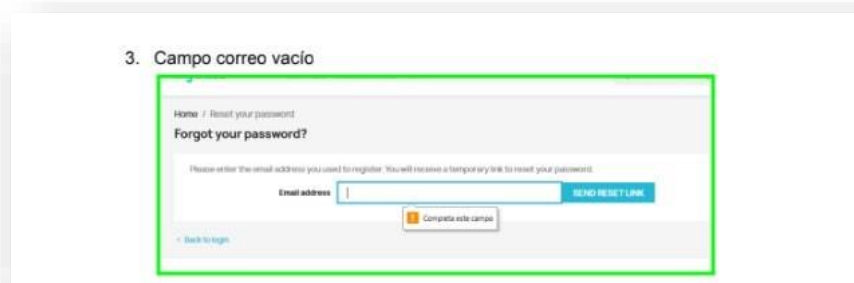 3. Campo correo vacío
Home / Reset your password
Forgot your password?
Please enter the email address you used to register. You will receive a temporary link to reset your password.
Email address
SEND RESET LINK
Completa este campo
< Back to login